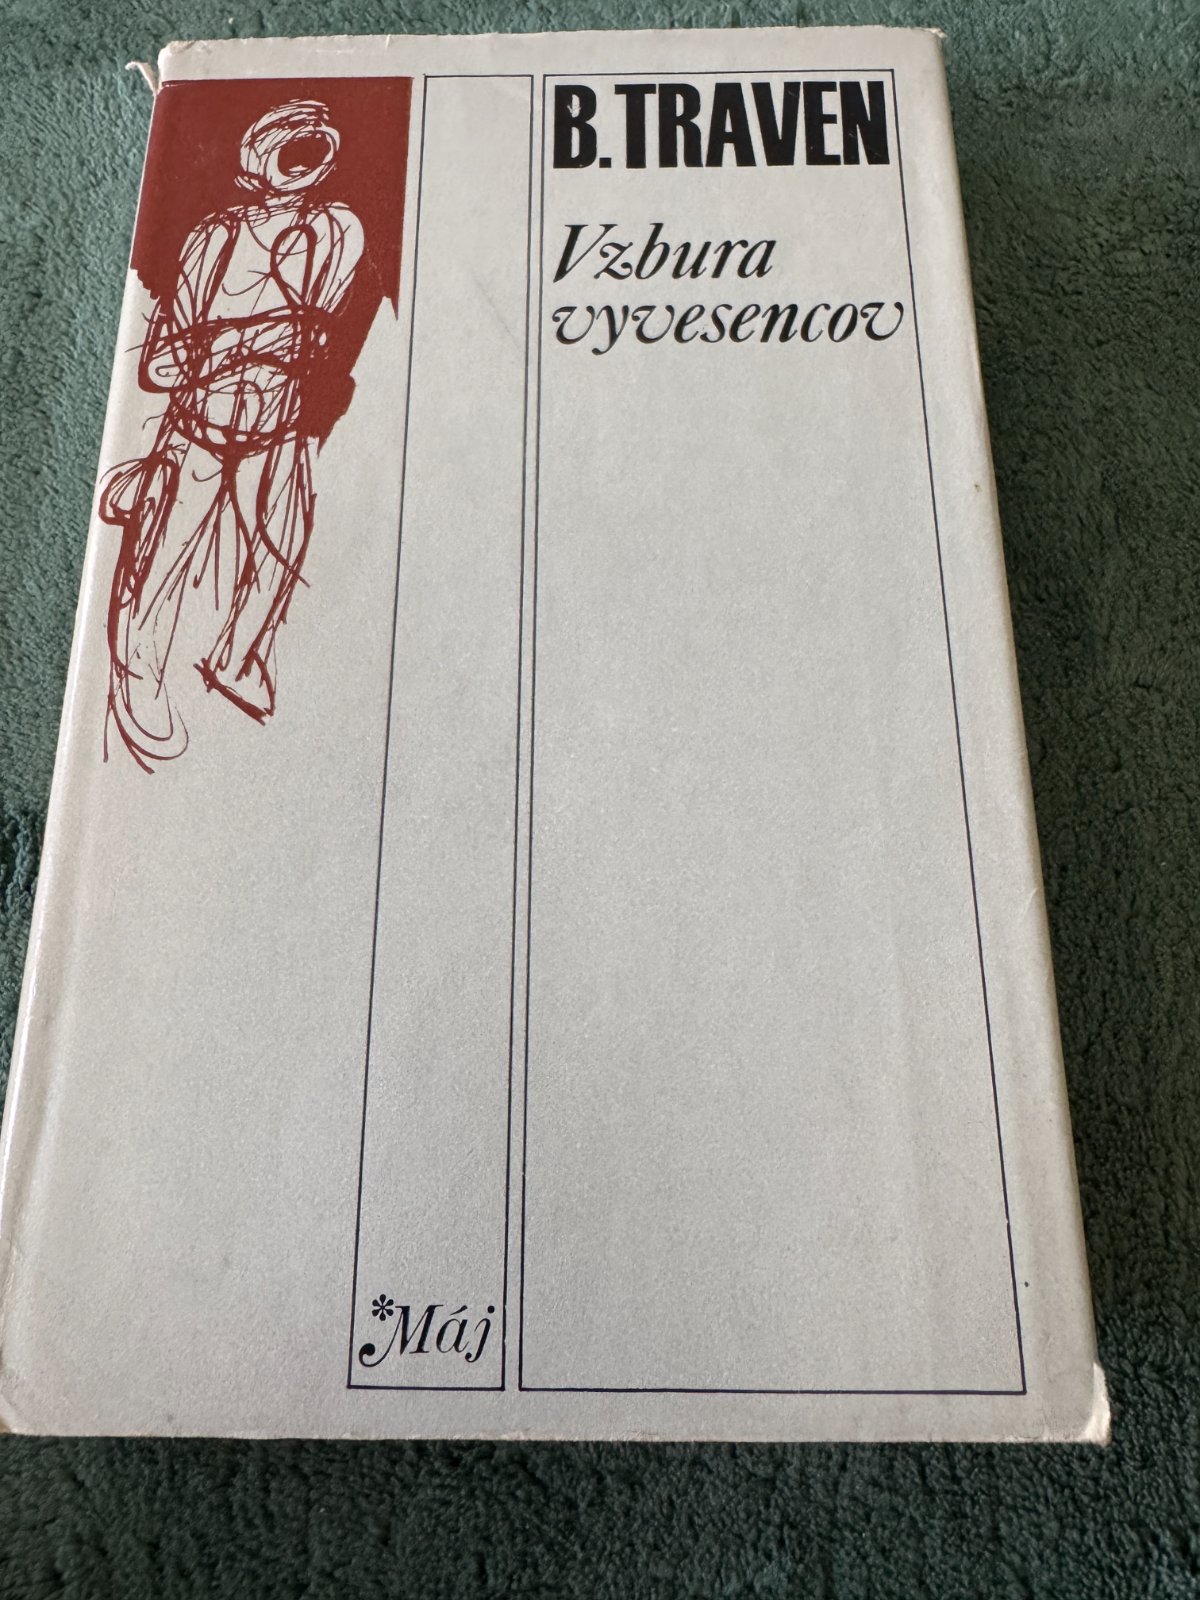 B. TRAVEN
Vzbura
vyvesencov
*Máj